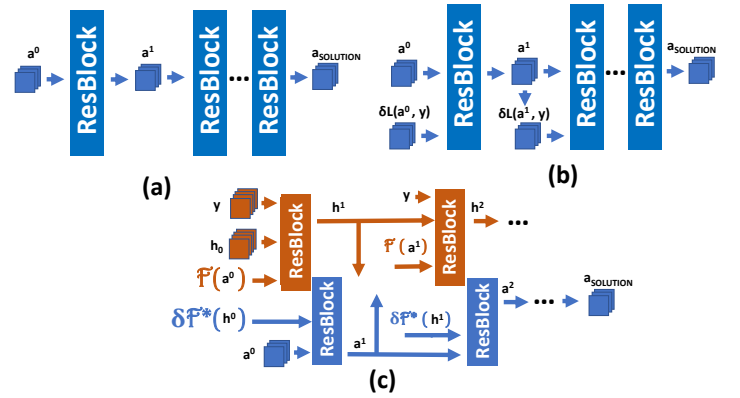 a⁰
ResBlock
a¹
ResBlock
...
ResBlock
a_SOLUTION
(a)
a⁰
δL(a⁰, y)
ResBlock
a¹
δL(a¹, y)
ResBlock
...
ResBlock
a_SOLUTION
(b)
y
h₀
F(a⁰)
ResBlock
h¹
y
F(a¹)
ResBlock
h²
...
δF*(h⁰)
a⁰
ResBlock
a¹
δF*(h¹)
ResBlock
a²
...
a_SOLUTION
(c)